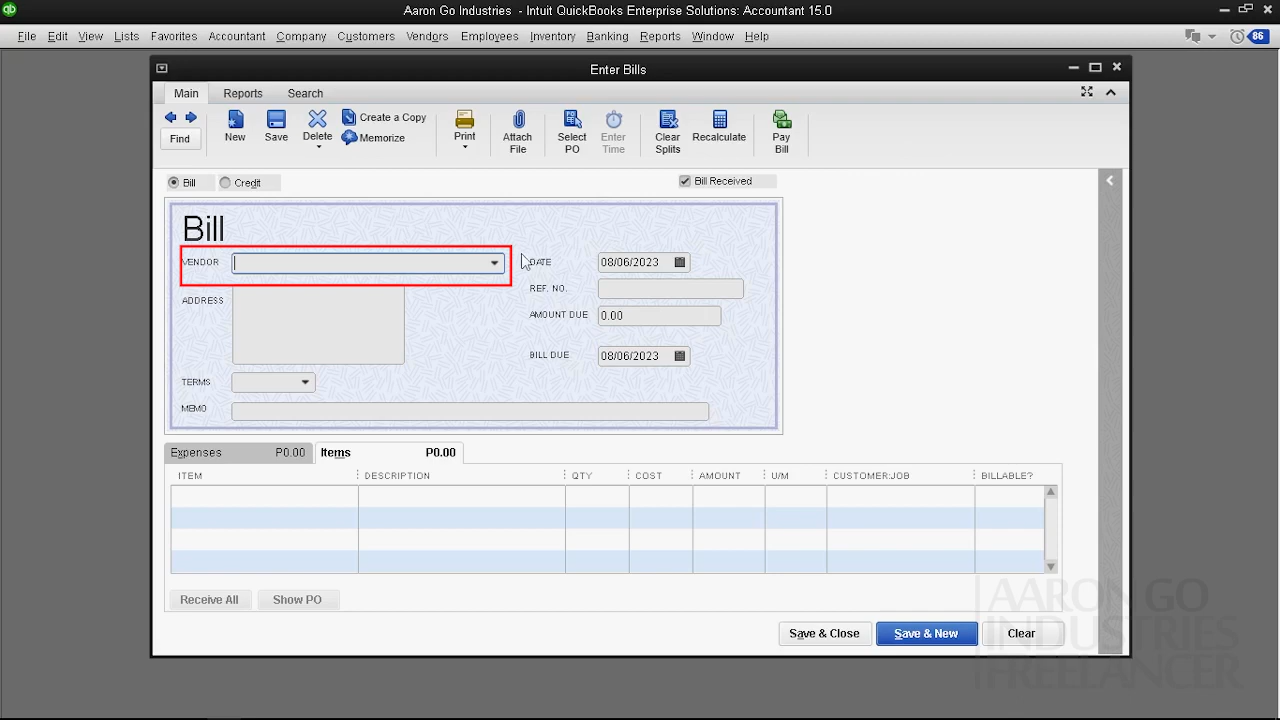 Aaron Go Industries - Intuit QuickBooks Enterprise Solutions: Accountant 15.0
File Edit View Lists Favorites Accountant Company Customers Vendors Employees Inventory Banking Reports Window Help 86
Enter Bills
Main Reports Search
Find New Save Delete Create a Copy Memorize Print Attach File Select PO Enter Time Clear Splits Recalculate Pay Bill
Bill Credit Bill Received
Bill
VENDOR DATE 08/06/2023
REF. NO.
ADDRESS
AMOUNT DUE 0.00
BILL DUE 08/06/2023
TERMS
MEMO
Expenses P0.00 Items P0.00
ITEM DESCRIPTION QTY COST AMOUNT U/M CUSTOMER:JOB BILLABLE?
Receive All Show PO
Save & Close Save & New Clear
AARON GO
INDUSTRIES
FREELANCER
qb